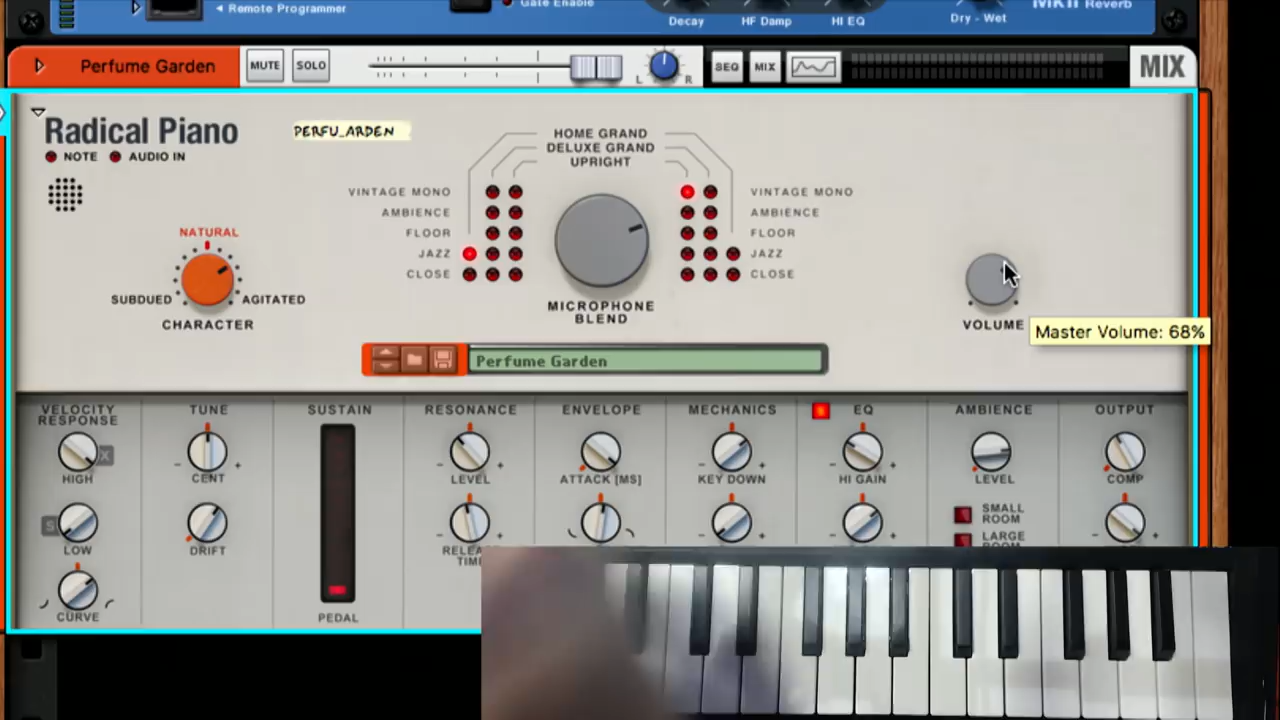 Remote Programmer
Gate Enable
Decay
HF Damp
HI EQ
Dry - Wet
MKII Reverb
Perfume Garden
MUTE
SOLO
L
R
SEQ
MIX
MIX
Radical Piano
PERFU_ARDEN
NOTE
AUDIO IN
HOME GRAND
DELUXE GRAND
UPRIGHT
VINTAGE MONO
AMBIENCE
FLOOR
JAZZ
CLOSE
VINTAGE MONO
AMBIENCE
FLOOR
JAZZ
CLOSE
NATURAL
SUBDUED
AGITATED
CHARACTER
MICROPHONE
BLEND
VOLUME
Master Volume: 68%
Perfume Garden
VELOCITY
RESPONSE
TUNE
SUSTAIN
RESONANCE
ENVELOPE
MECHANICS
EQ
AMBIENCE
OUTPUT
X
HIGH
- +
CENT
- +
LEVEL
ATTACK [MS]
- +
KEY DOWN
- +
HI GAIN
LEVEL
COMP
S
LOW
DRIFT
- +
RELEA
TIM
- +
- +
SMALL
ROOM
LARGE
- +
CURVE
PEDAL